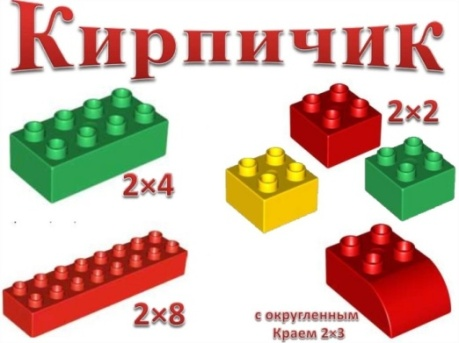 Кирпичик
2×2
2×4
2×8
с округленным
Краем 2×3